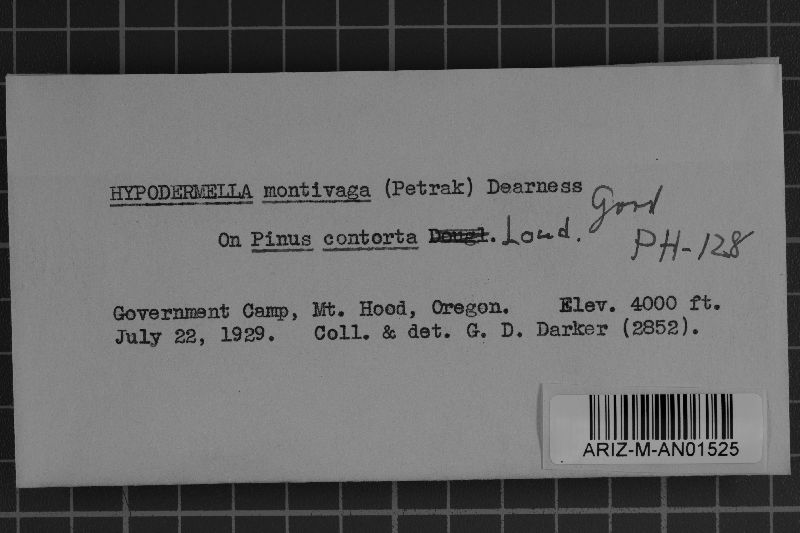 HYPODERMELLA montivaga (Petrak) Dearness
Good
On Pinus contorta Dougl. Loud.
PH-128
Government Camp, Mt. Hood, Oregon. Elev. 4000 ft.
July 22, 1929. Coll. & det. G. D. Darker (2852).
ARIZ-M-AN01525